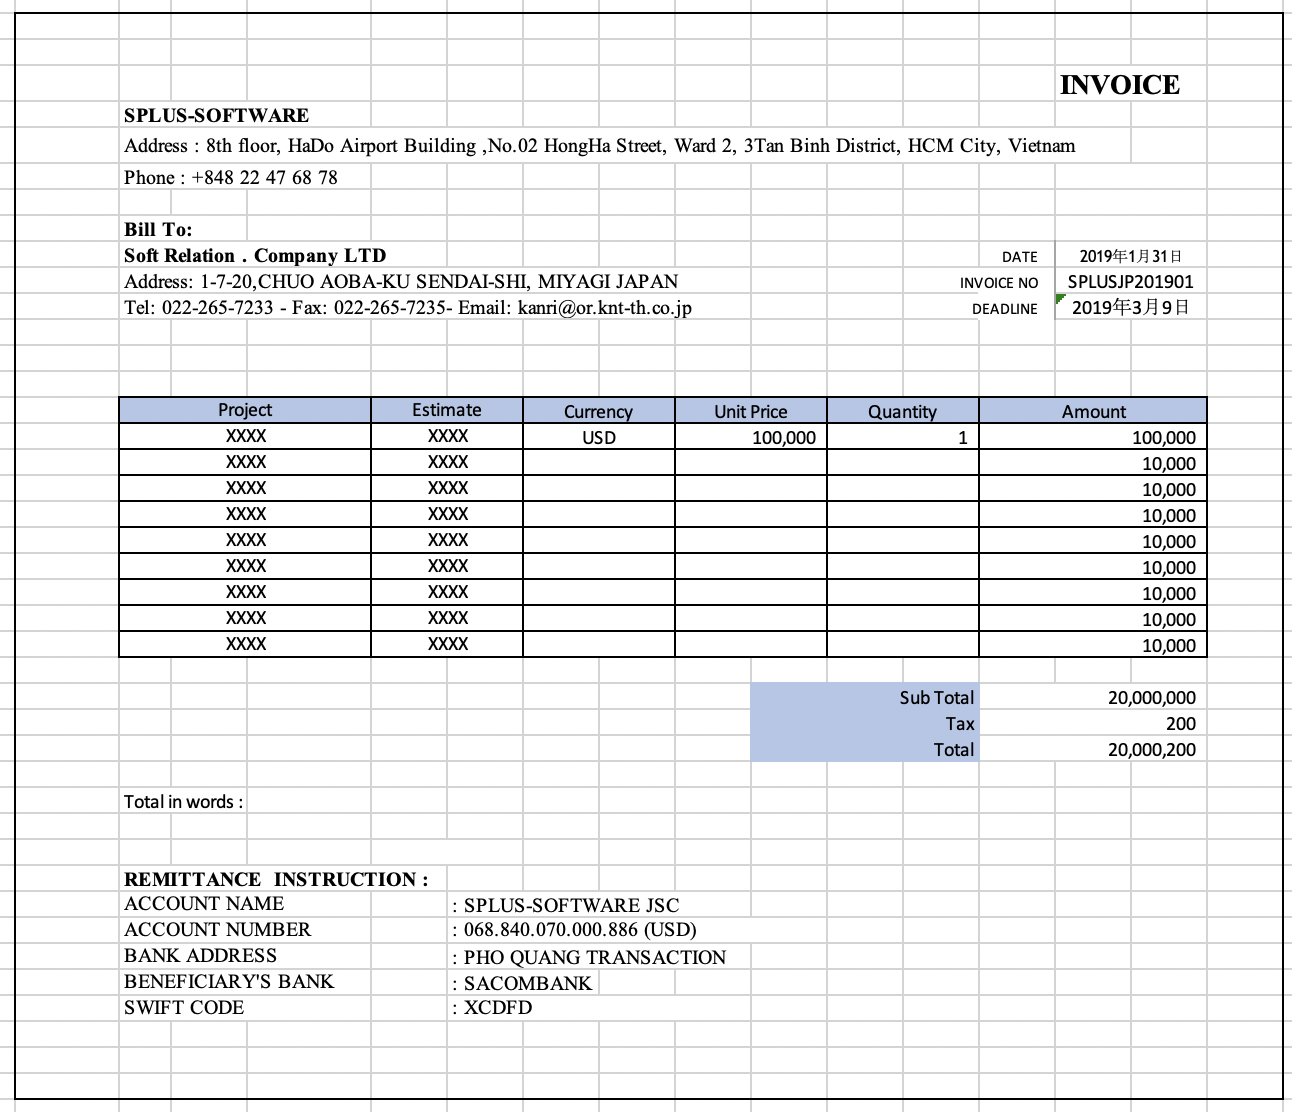 INVOICE
SPLUS-SOFTWARE
Address : 8th floor, HaDo Airport Building ,No.02 HongHa Street, Ward 2, 3Tan Binh District, HCM City, Vietnam
Phone : +848 22 47 68 78
Bill To:
Soft Relation . Company LTD
DATE 2019年1月31日
Address: 1-7-20,CHUO AOBA-KU SENDAI-SHI, MIYAGI JAPAN
INVOICE NO SPLUSJP201901
Tel: 022-265-7233 - Fax: 022-265-7235- Email: kanri@or.knt-th.co.jp
DEADLINE 2019年3月9日
Project Estimate Currency Unit Price Quantity Amount
XXXX XXXX USD 100,000 1 100,000
XXXX XXXX 10,000
XXXX XXXX 10,000
XXXX XXXX 10,000
XXXX XXXX 10,000
XXXX XXXX 10,000
XXXX XXXX 10,000
XXXX XXXX 10,000
XXXX XXXX 10,000
Sub Total 20,000,000
Tax 200
Total 20,000,200
Total in words :
REMITTANCE INSTRUCTION :
ACCOUNT NAME : SPLUS-SOFTWARE JSC
ACCOUNT NUMBER : 068.840.070.000.886 (USD)
BANK ADDRESS : PHO QUANG TRANSACTION
BENEFICIARY'S BANK : SACOMBANK
SWIFT CODE : XCDFD